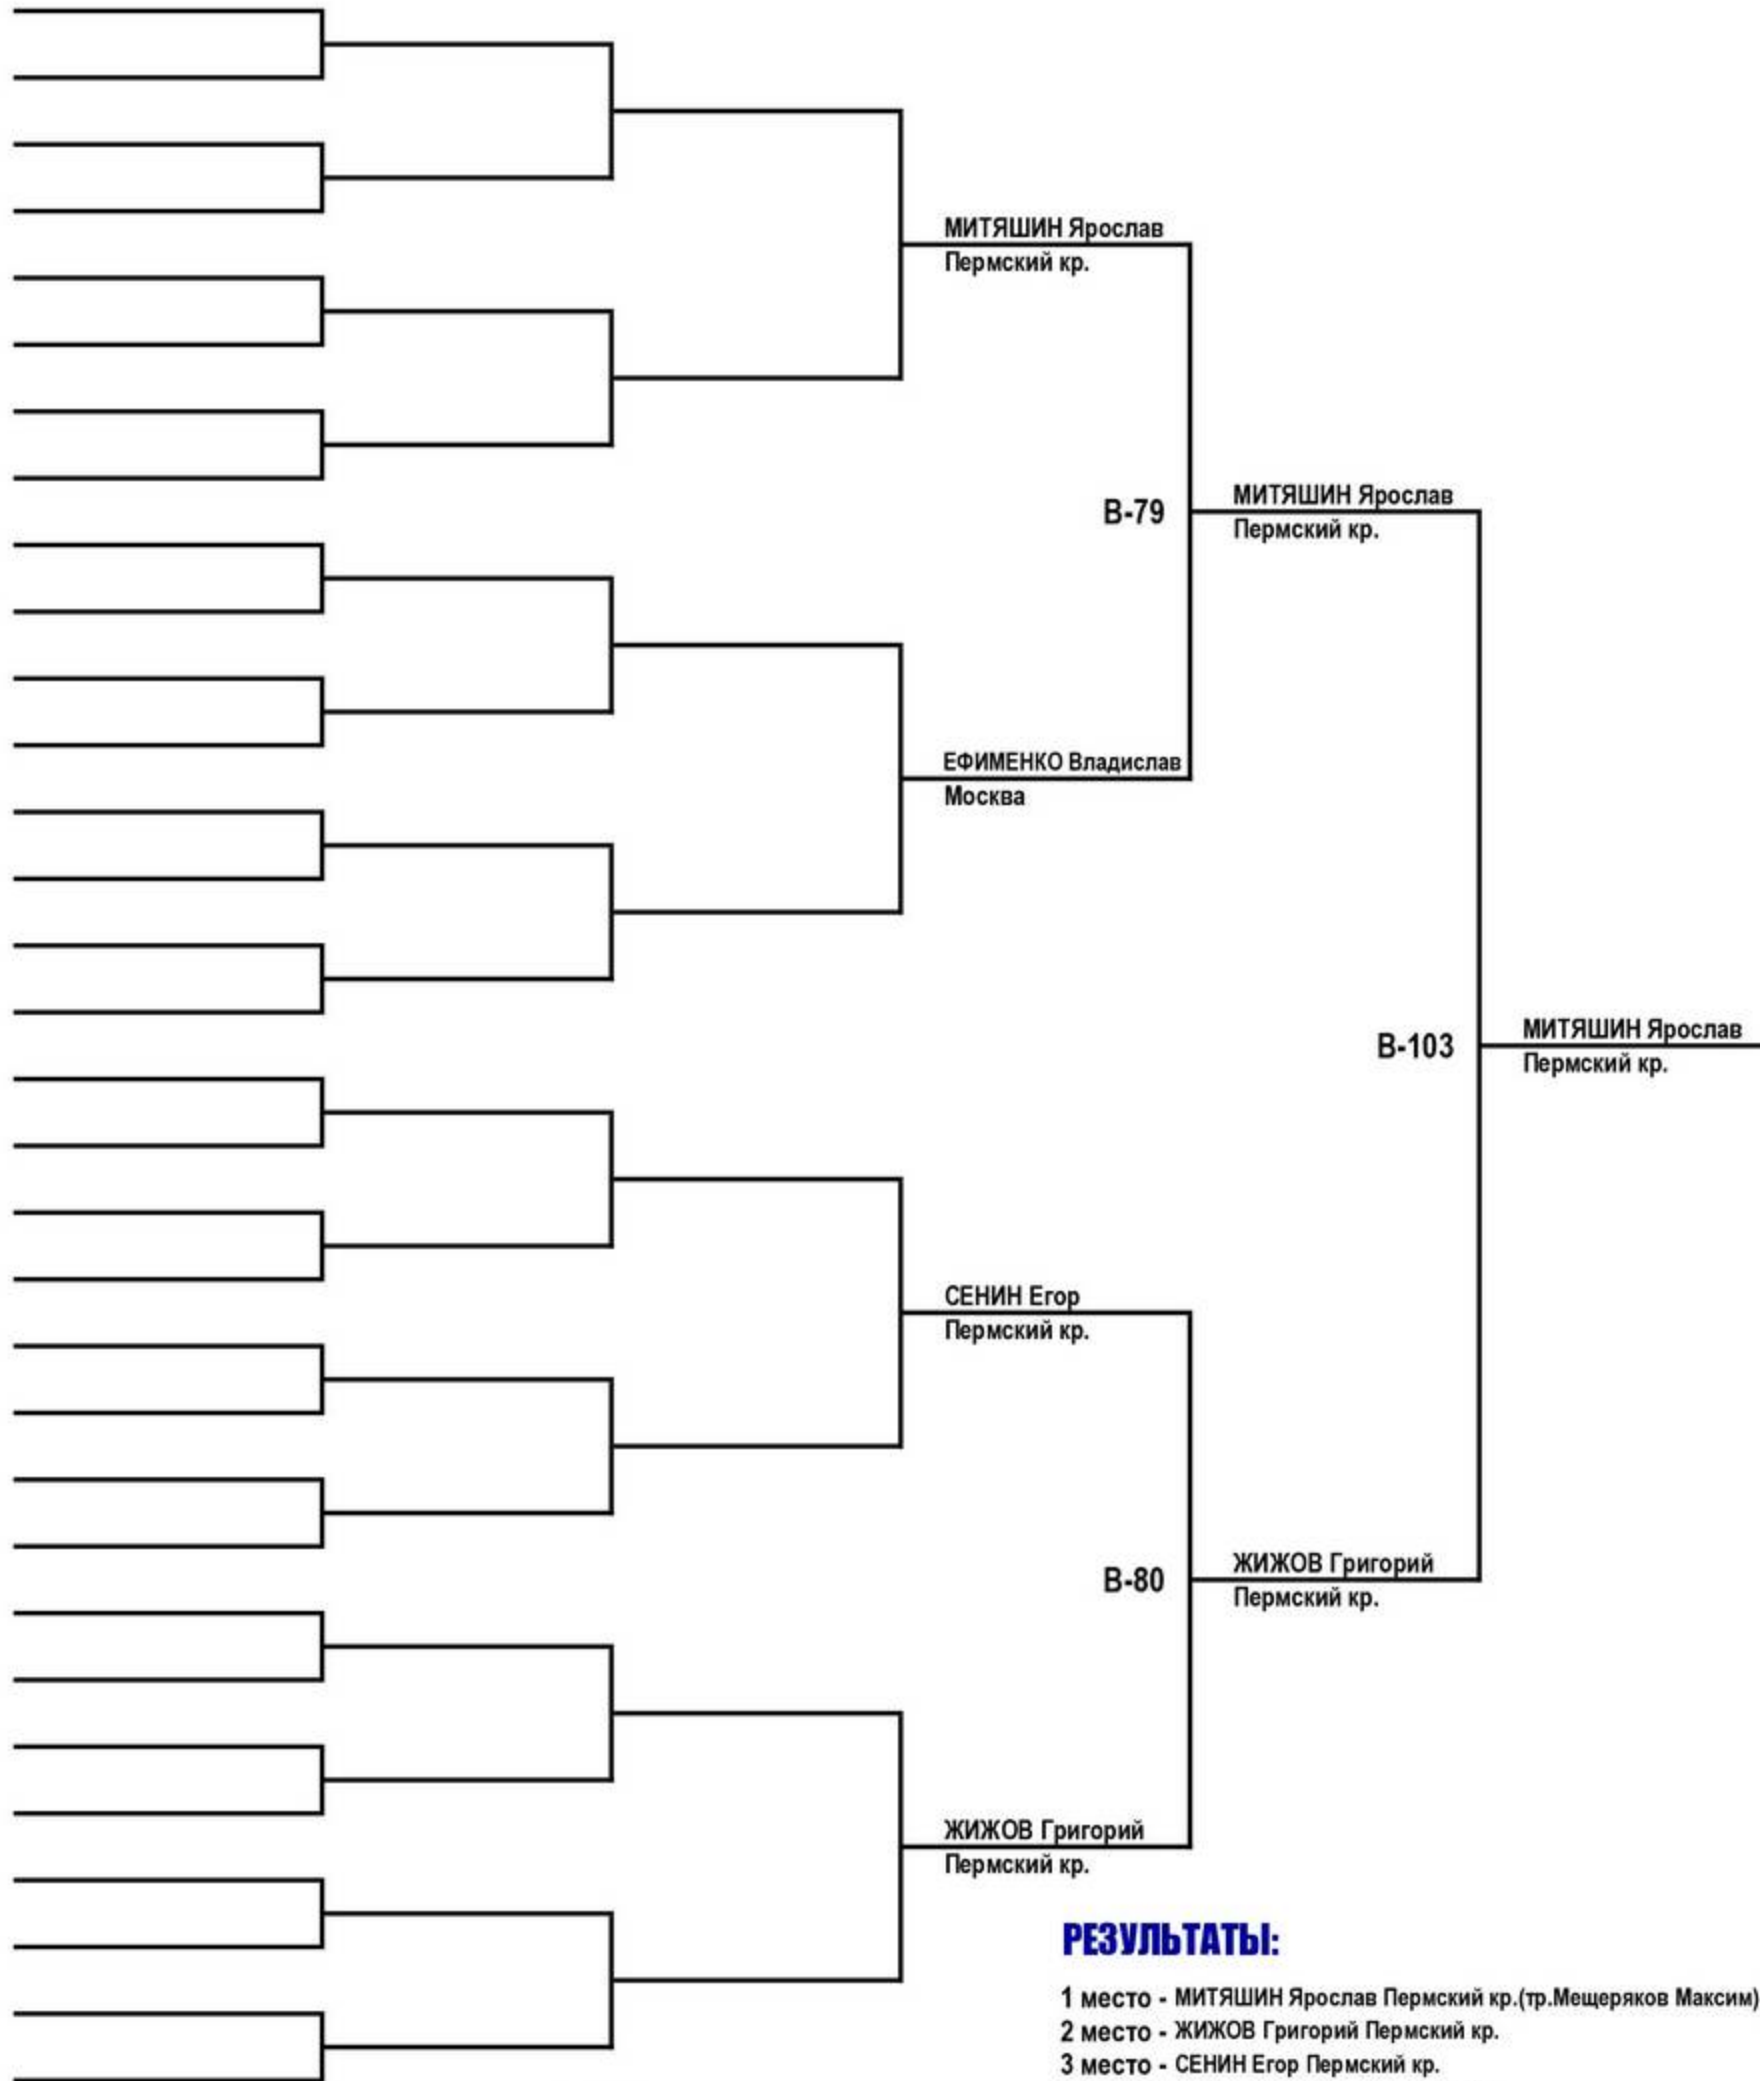 МИТЯШИН Ярослав
Пермский кр.
В-79
МИТЯШИН Ярослав
Пермский кр.
ЕФИМЕНКО Владислав
Москва
В-103
МИТЯШИН Ярослав
Пермский кр.
СЕНИН Егор
Пермский кр.
В-80
ЖИЖОВ Григорий
Пермский кр.
ЖИЖОВ Григорий
Пермский кр.
РЕЗУЛЬТАТЫ:
1 место - МИТЯШИН Ярослав Пермский кр.(тр.Мещеряков Максим)
2 место - ЖИЖОВ Григорий Пермский кр.
3 место - СЕНИН Егор Пермский кр.